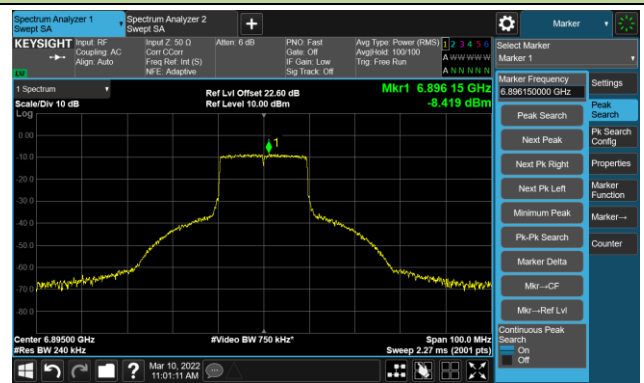 Spectrum Analyzer 1
Swept SA
Spectrum Analyzer 2
Swept SA
+
Marker
KEYSIGHT
Input: RF
Coupling: AC
Align: Auto
Input Z: 50 Ω
Corr CCorr
Freq Ref: Int (S)
NFE: Adaptive
Atten: 6 dB
PNO: Fast
Gate: Off
IF Gain: Low
Sig Track: Off
Avg Type: Power (RMS)
Avg|Hold: 100/100
Trig: Free Run
1 2 3 4 5 6
A W W W W W
A N N N N N
LXI
1 Spectrum
Scale/Div 10 dB
Log
Ref Lvl Offset 22.60 dB
Ref Level 10.00 dBm
Mkr1 6.896 15 GHz
-8.419 dBm
1
0.00
-10.0
-20.0
-30.0
-40.0
-50.0
-60.0
-70.0
-80.0
Center 6.89500 GHz
#Res BW 240 kHz
#Video BW 750 kHz*
Span 100.0 MHz
Sweep 2.27 ms (2001 pts)
Select Marker
Marker 1
Marker Frequency
6.896150000 GHz
Peak Search
Next Peak
Next Pk Right
Next Pk Left
Minimum Peak
Pk-Pk Search
Marker Delta
Mkr→CF
Mkr→Ref Lvl
Continuous Peak
Search
On
Off
Settings
Peak
Search
Pk Search
Config
Properties
Marker
Function
Marker→
Counter
?
Mar 10, 2022
11:01:11 AM